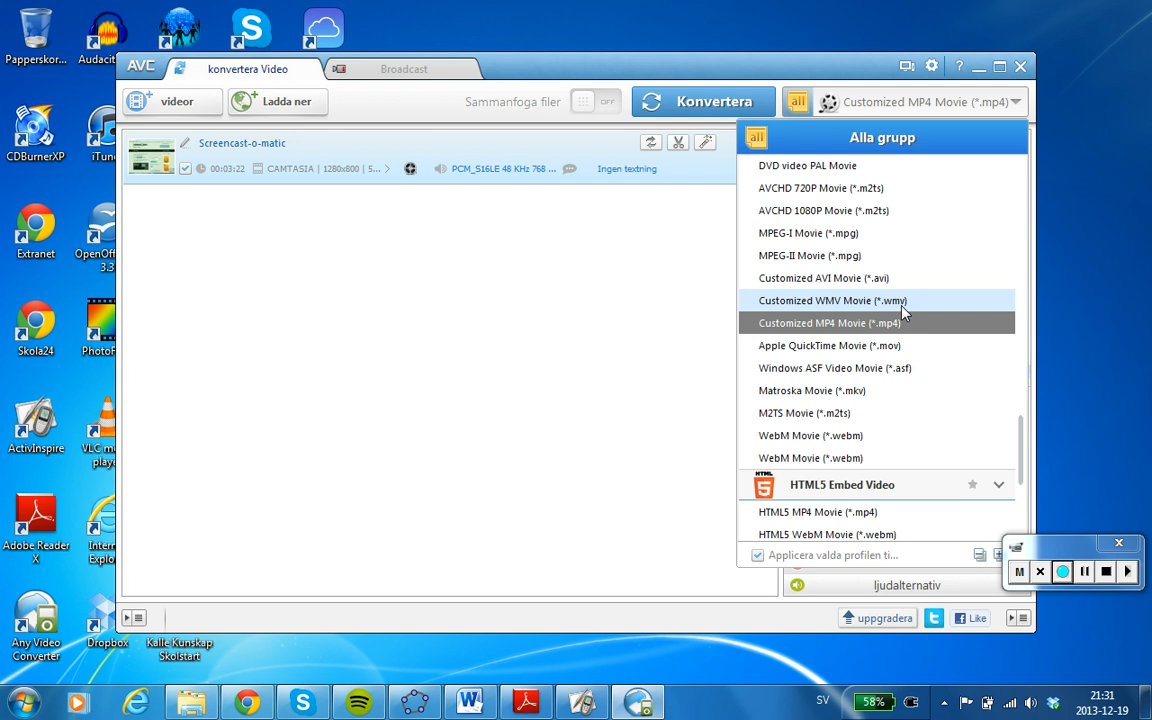 Papperskor...
Audacit
AVE
konvertera Video
Broadcast
?
videor
Ladda ner
Sammanfoga filer
OFF
Konvertera
all
Customized MP4 Movie (*.mp4)
all
Alla grupp
Screencast-o-matic
00:03:22
CAMTASIA | 1280x800 | 5...
PCM_S16LE 48 KHz 768 ...
Ingen textning
DVD video PAL Movie
AVCHD 720P Movie (*.m2ts)
AVCHD 1080P Movie (*.m2ts)
MPEG-I Movie (*.mpg)
MPEG-II Movie (*.mpg)
Customized AVI Movie (*.avi)
Customized WMV Movie (*.wmv)
Customized MP4 Movie (*.mp4)
Apple QuickTime Movie (*.mov)
Windows ASF Video Movie (*.asf)
Matroska Movie (*.mkv)
M2TS Movie (*.m2ts)
WebM Movie (*.webm)
WebM Movie (*.webm)
HTML
5
HTML5 Embed Video
HTML5 MP4 Movie (*.mp4)
HTML5 WebM Movie (*.webm)
Applicera valda profilen ti...
ljudalternativ
uppgradera
Like
M
CDBurnerXP
iTun
Extranet
OpenOff
3.3
Skola24
PhotoF
ActivInspire
VLC m
playe
Adobe Reader
X
Intern
Explo
Any Video
Converter
Dropbox
Kalle Kunskap
Skolstart
SV
58%
21:31
2013-12-19